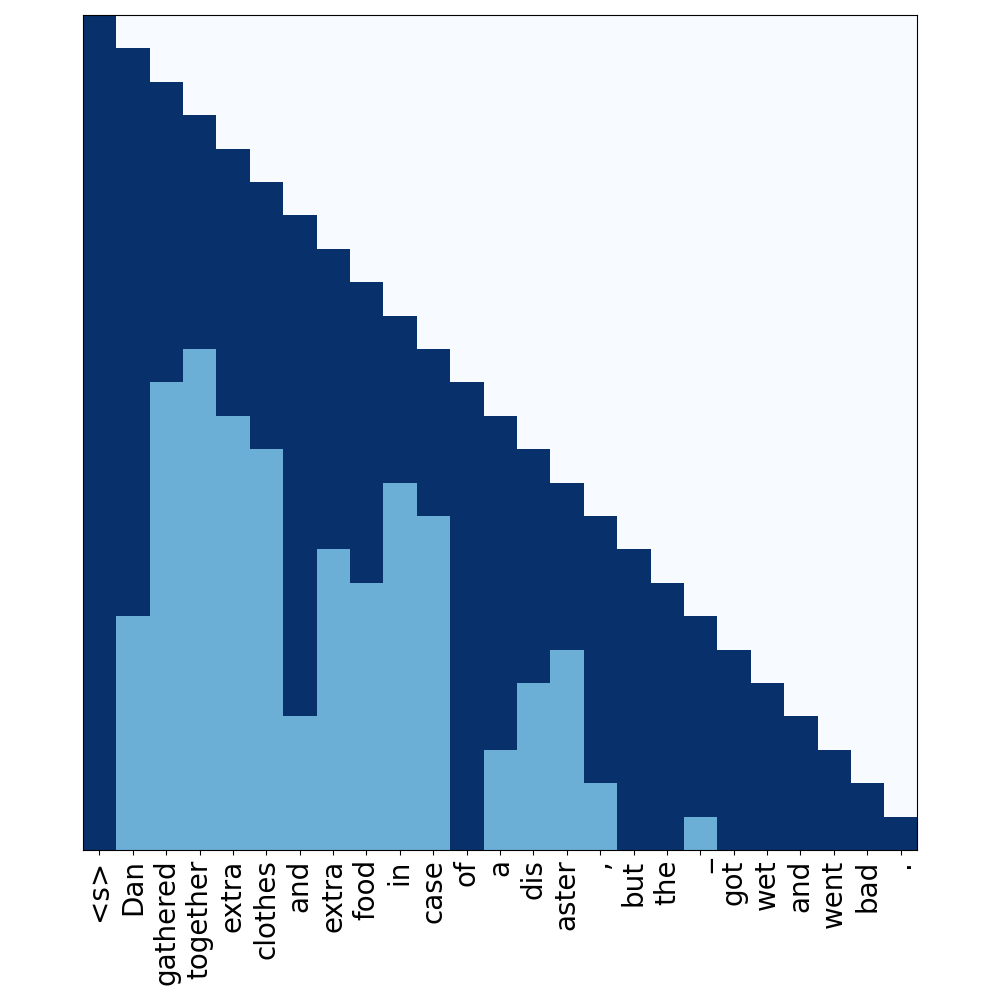 <s> Dan gathered together extra clothes and extra food in case of a dis aster , but the _ got wet and went bad .